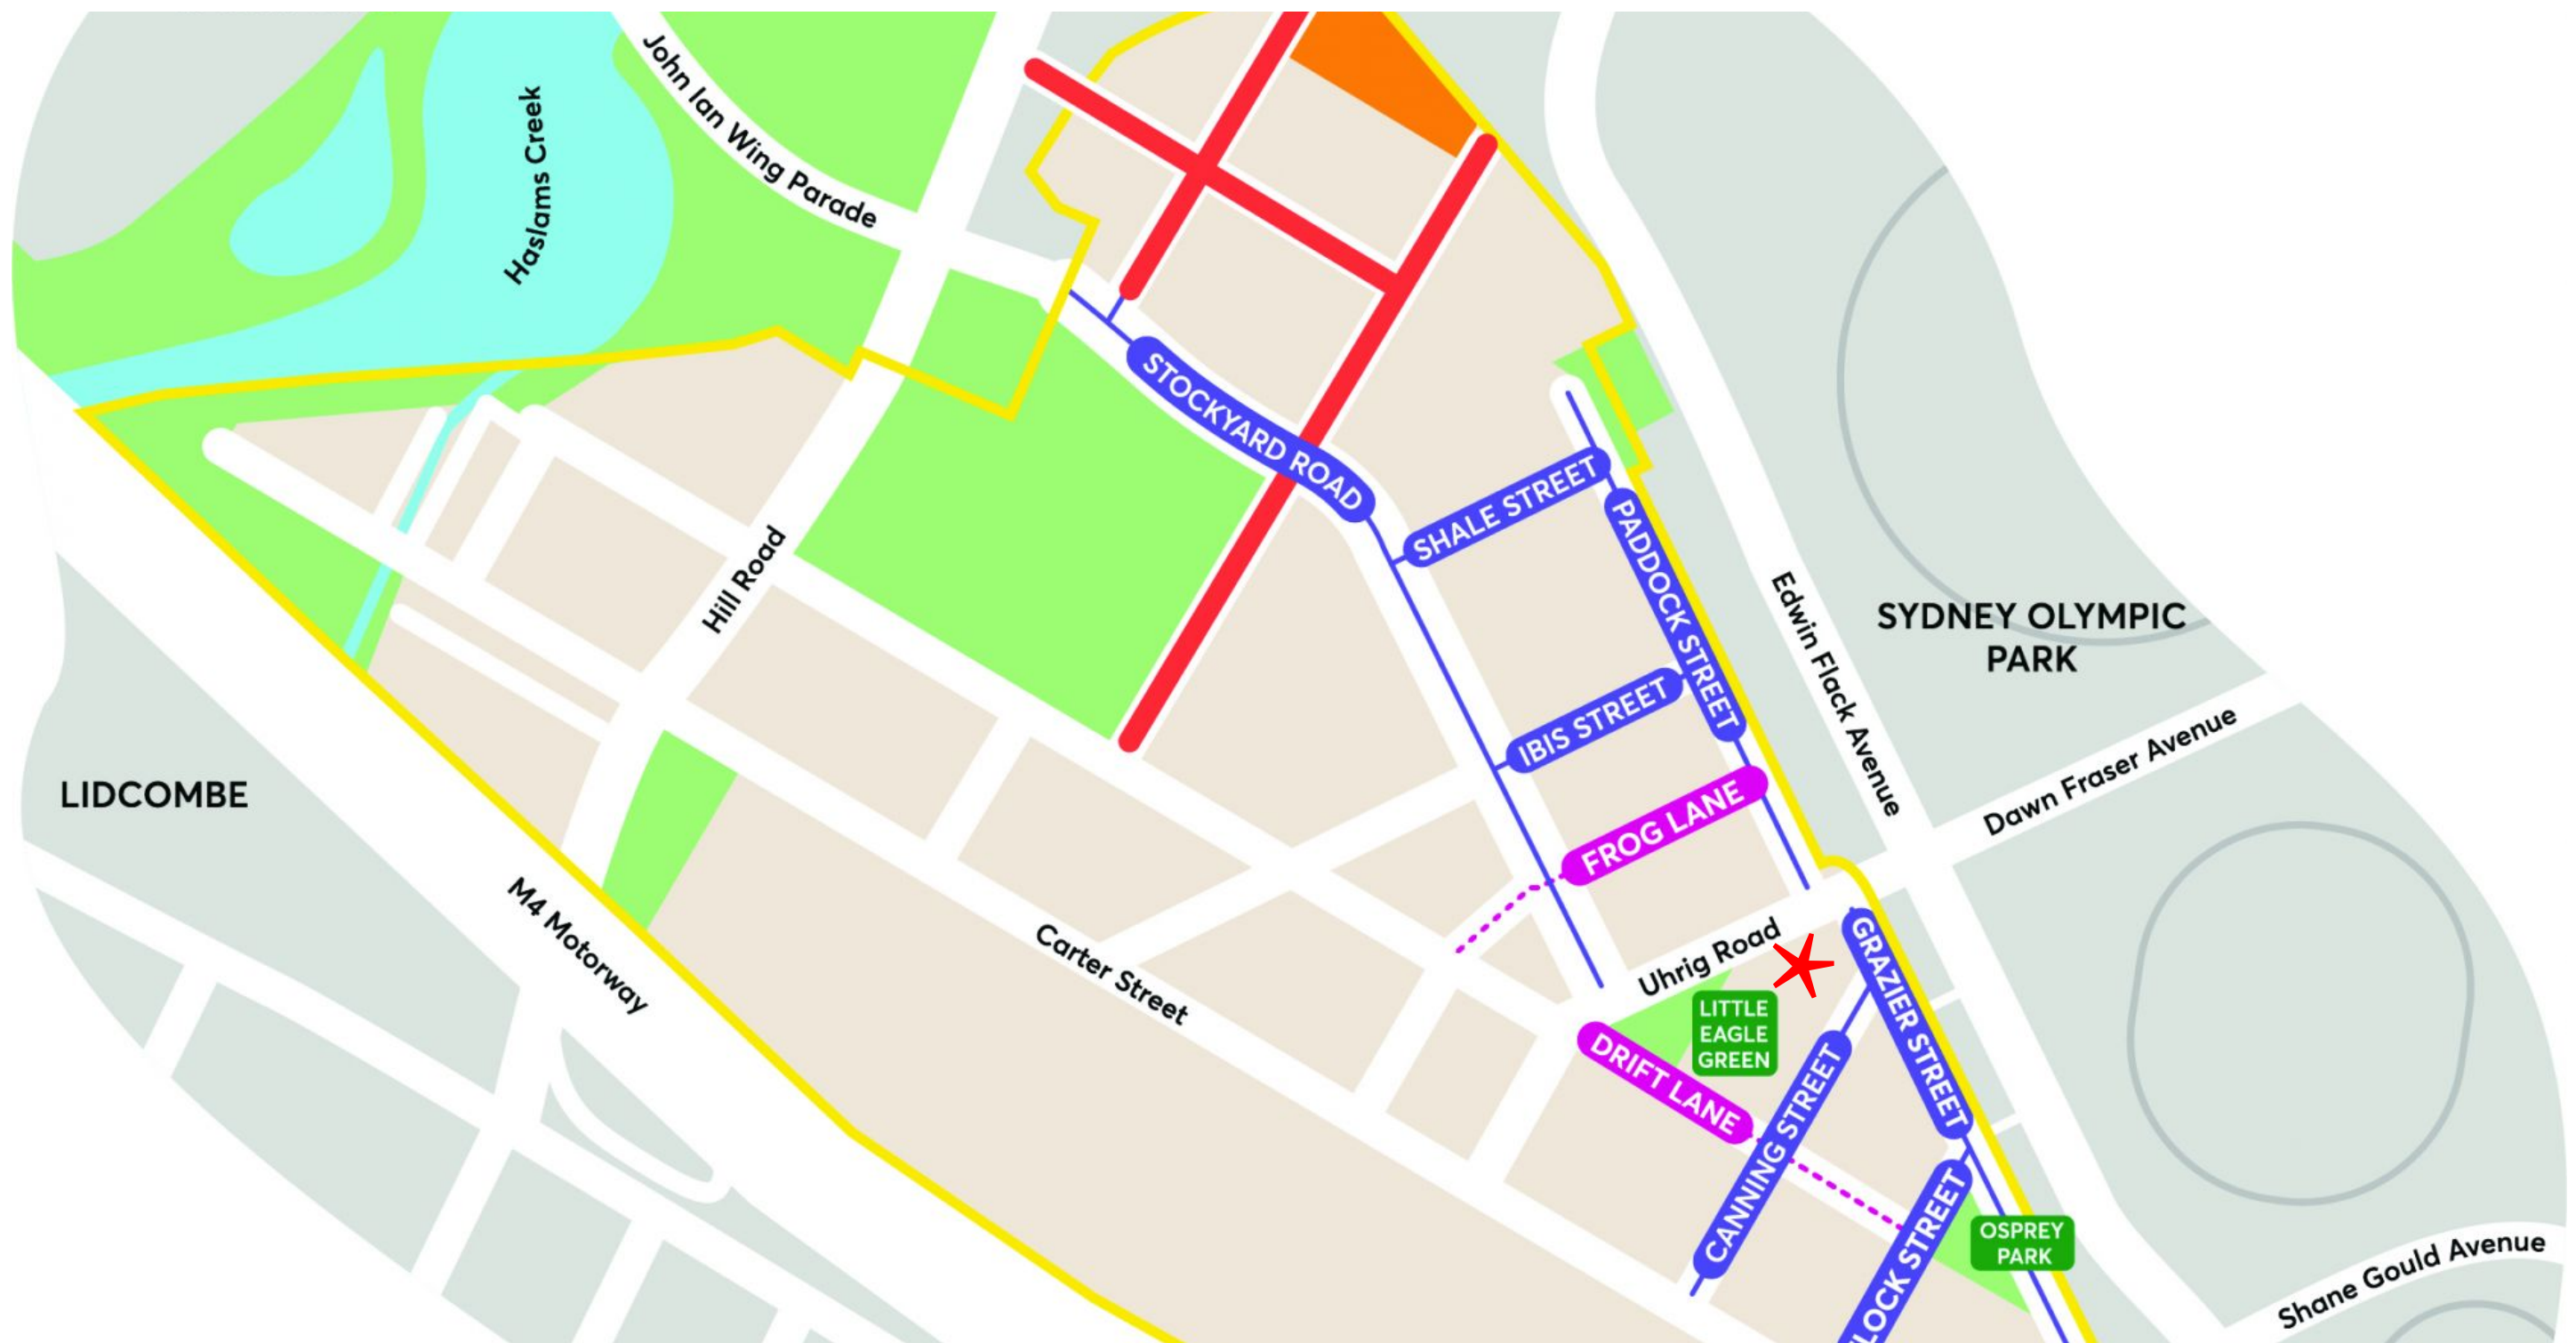 John Ian Wing Parade
Haslams Creek
STOCKYARD ROAD
SHALE STREET
PADDOCK STREET
Hill Road
Edwin Flack Avenue
SYDNEY OLYMPIC
PARK
IBIS STREET
LIDCOMBE
FROG LANE
Dawn Fraser Avenue
M4 Motorway
Carter Street
Uhrig Road
GRAZIER STREET
LITTLE
EAGLE
GREEN
DRIFT LANE
CANNING STREET
LOCK STREET
OSPREY
PARK
Shane Gould Avenue